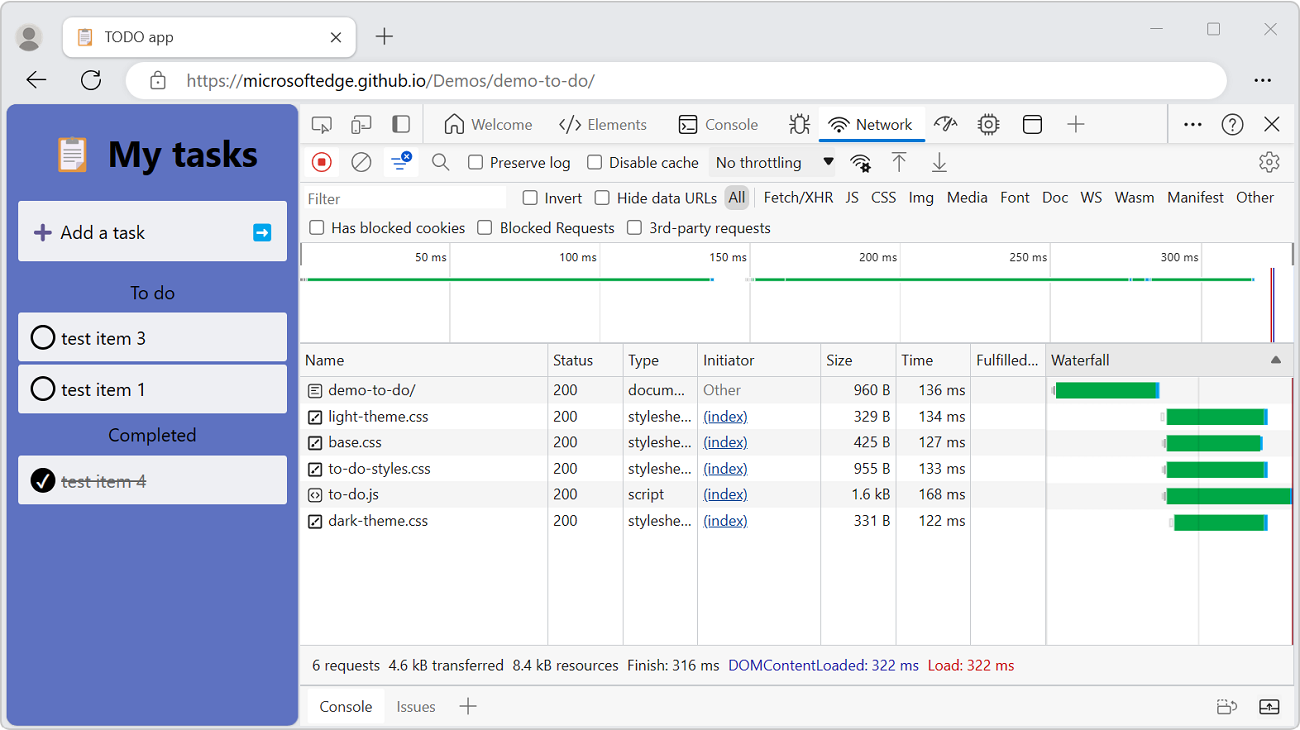 TODO app
https://microsoftedge.github.io/Demos/demo-to-do/
My tasks
Add a task
To do
test item 3
test item 1
Completed
test item 4
Welcome Elements Console Network
Preserve log Disable cache No throttling
Filter Invert Hide data URLs All Fetch/XHR JS CSS Img Media Font Doc WS Wasm Manifest Other
Has blocked cookies Blocked Requests 3rd-party requests
50 ms 100 ms 150 ms 200 ms 250 ms 300 ms
Name Status Type Initiator Size Time Fulfilled... Waterfall
demo-to-do/ 200 docum... Other 960 B 136 ms
light-theme.css 200 styleshe... (index) 329 B 134 ms
base.css 200 styleshe... (index) 425 B 127 ms
to-do-styles.css 200 styleshe... (index) 955 B 133 ms
to-do.js 200 script (index) 1.6 kB 168 ms
dark-theme.css 200 styleshe... (index) 331 B 122 ms
6 requests 4.6 kB transferred 8.4 kB resources Finish: 316 ms DOMContentLoaded: 322 ms Load: 322 ms
Console Issues